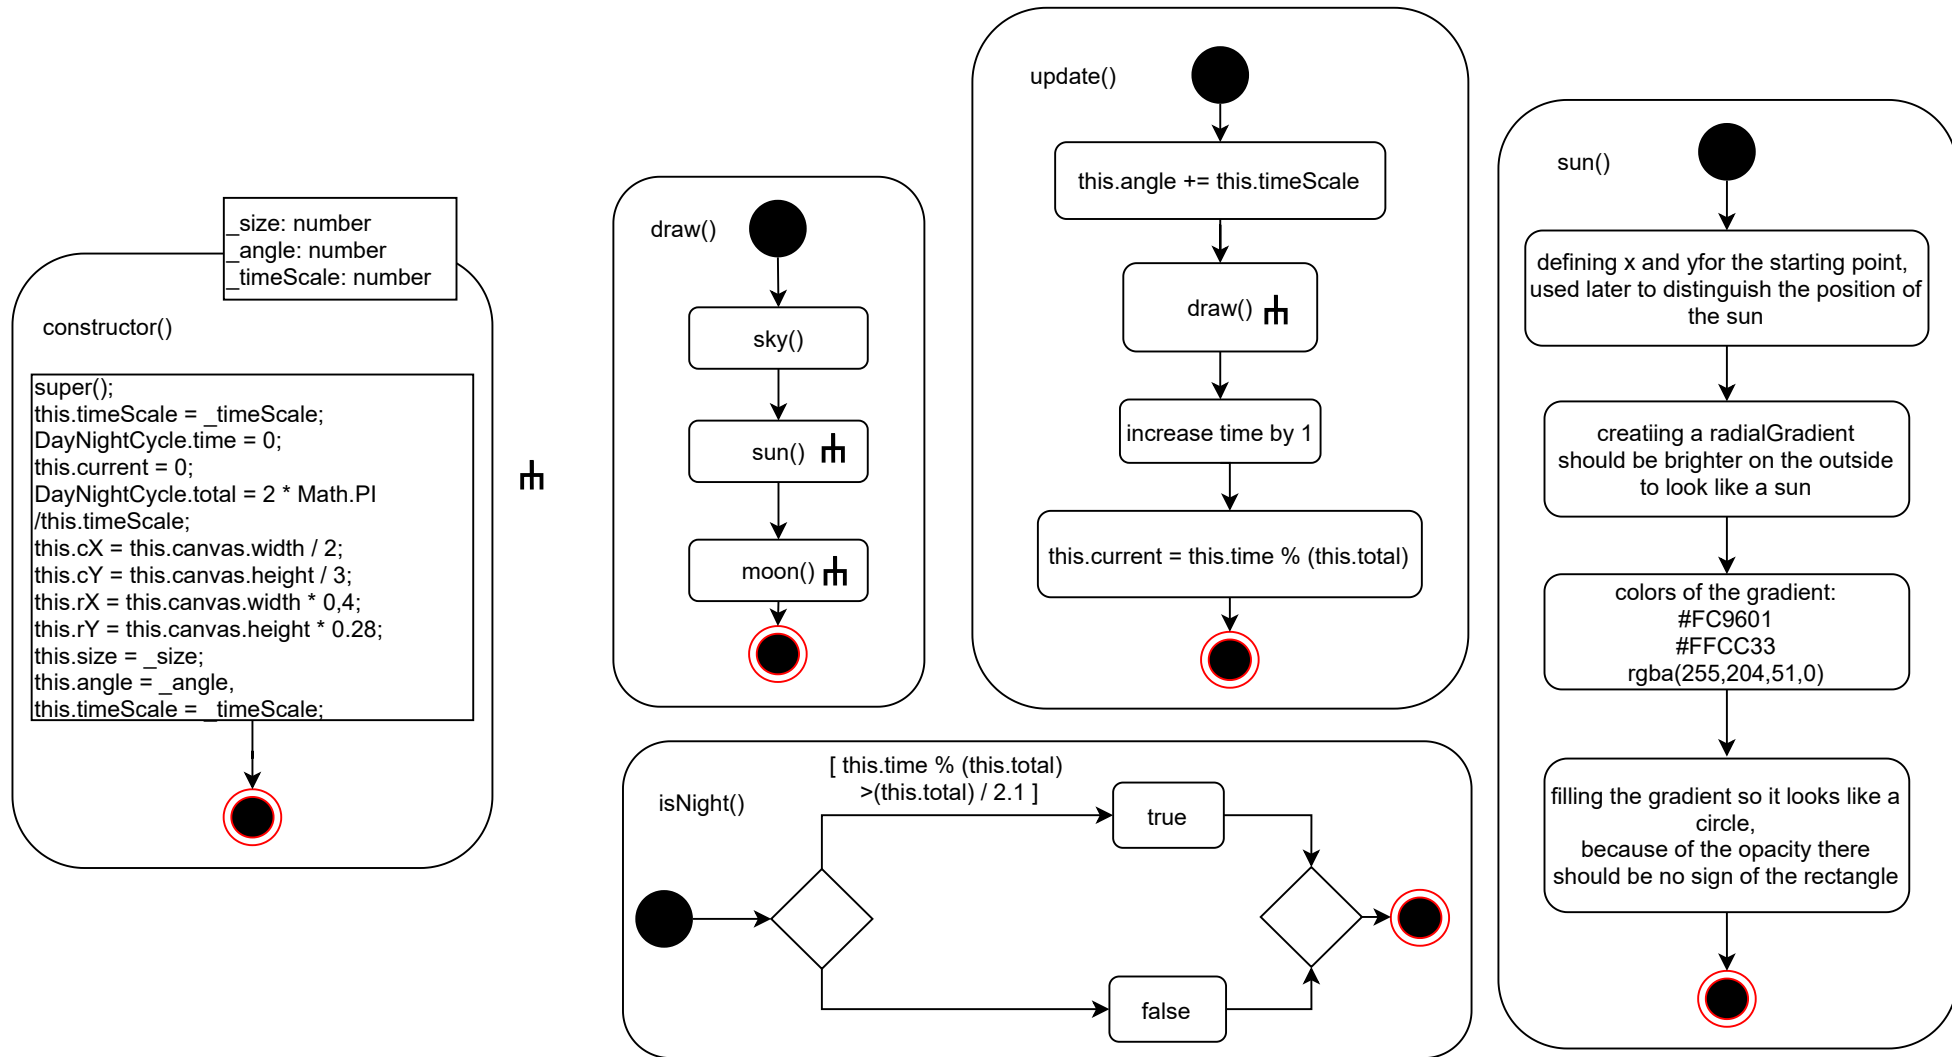 _size: number
_angle: number
_timeScale: number
constructor()
super();
this.timeScale = _timeScale;
DayNightCycle.time = 0;
this.current = 0;
DayNightCycle.total = 2 * Math.PI
/this.timeScale;
this.cX = this.canvas.width / 2;
this.cY = this.canvas.height / 3;
this.rX = this.canvas.width * 0,4;
this.rY = this.canvas.height * 0.28;
this.size = _size;
this.angle = _angle,
this.timeScale = _timeScale;
draw()
sky()
sun()
moon()
update()
this.angle += this.timeScale
draw()
increase time by 1
this.current = this.time % (this.total)
isNight()
[ this.time % (this.total)
>(this.total) / 2.1 ]
true
false
sun()
defining x and yfor the starting point,
used later to distinguish the position of
the sun
creatiing a radialGradient
should be brighter on the outside
to look like a sun
colors of the gradient:
#FC9601
#FFCC33
rgba(255,204,51,0)
filling the gradient so it looks like a
circle,
because of the opacity there
should be no sign of the rectangle